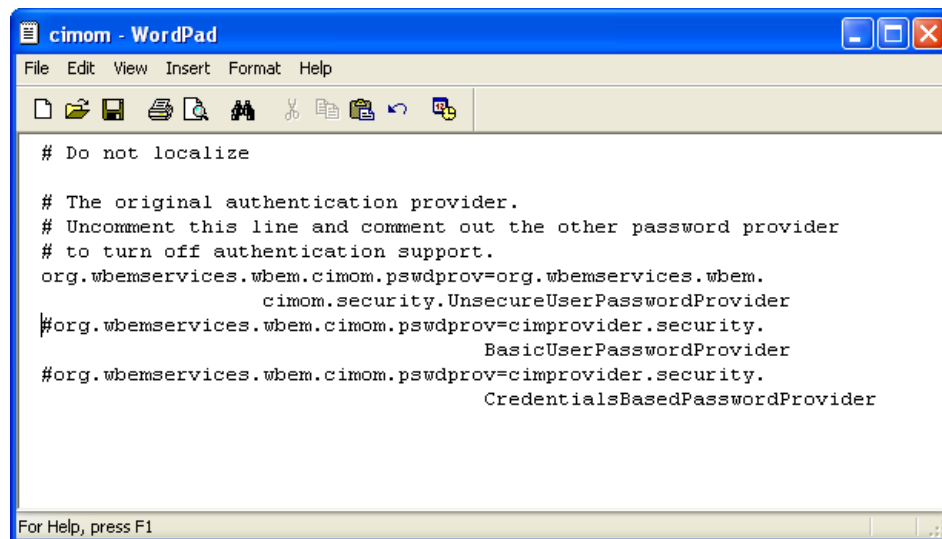 cimom - WordPad
File Edit View Insert Format Help
# Do not localize
# The original authentication provider.
# Uncomment this line and comment out the other password provider
# to turn off authentication support.
org.wbemservices.wbem.cimom.pswdprov=org.wbemservices.wbem.
cimom.security.UnsecureUserPasswordProvider
#org.wbemservices.wbem.cimom.pswdprov=cimprovider.security.
BasicUserPasswordProvider
#org.wbemservices.wbem.cimom.pswdprov=cimprovider.security.
CredentialsBasedPasswordProvider
For Help, press F1